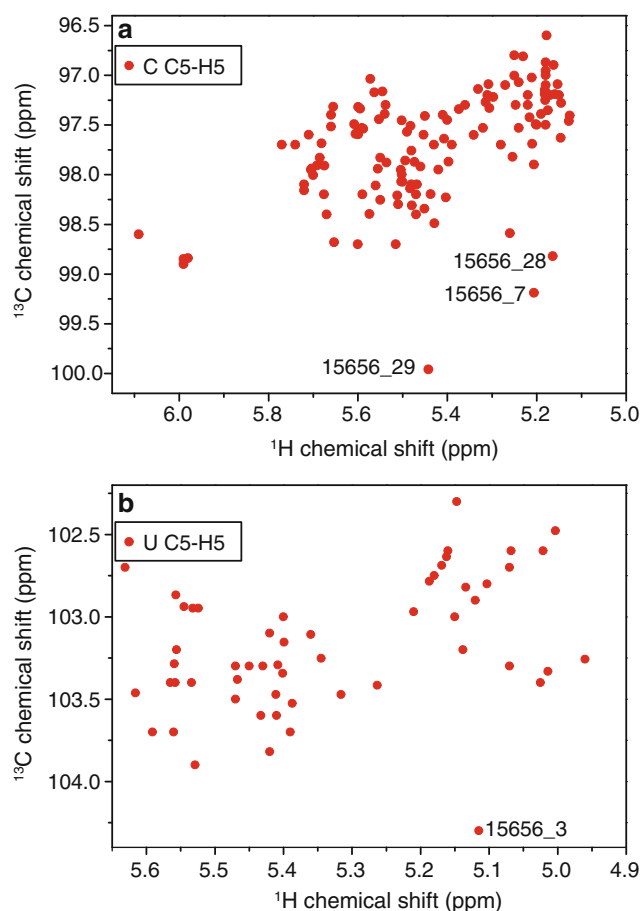 a
C C5-H5
96.5
97.0
97.5
98.0
98.5
99.0
99.5
100.0
¹³C chemical shift (ppm)
15656_28
15656_7
15656_29
6.0 5.8 5.6 5.4 5.2 5.0
¹H chemical shift (ppm)
b
U C5-H5
102.5
103.0
103.5
104.0
¹³C chemical shift (ppm)
15656_3
5.6 5.5 5.4 5.3 5.2 5.1 5.0 4.9
¹H chemical shift (ppm)